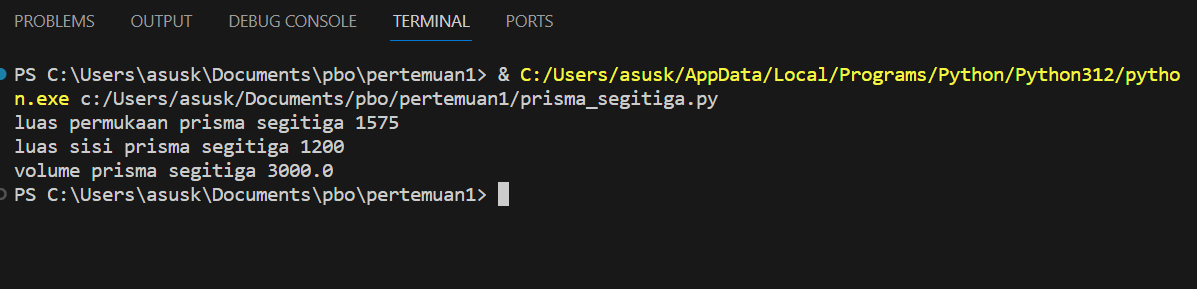 PROBLEMS OUTPUT DEBUG CONSOLE TERMINAL PORTS
PS C:\Users\asusk\Documents\pbo\pertemuan1> & C:/Users/asusk/AppData/Local/Programs/Python/Python312/pytho
n.exe c:/Users/asusk/Documents/pbo/pertemuan1/prisma_segitiga.py
luas permukaan prisma segitiga 1575
luas sisi prisma segitiga 1200
volume prisma segitiga 3000.0
PS C:\Users\asusk\Documents\pbo\pertemuan1>